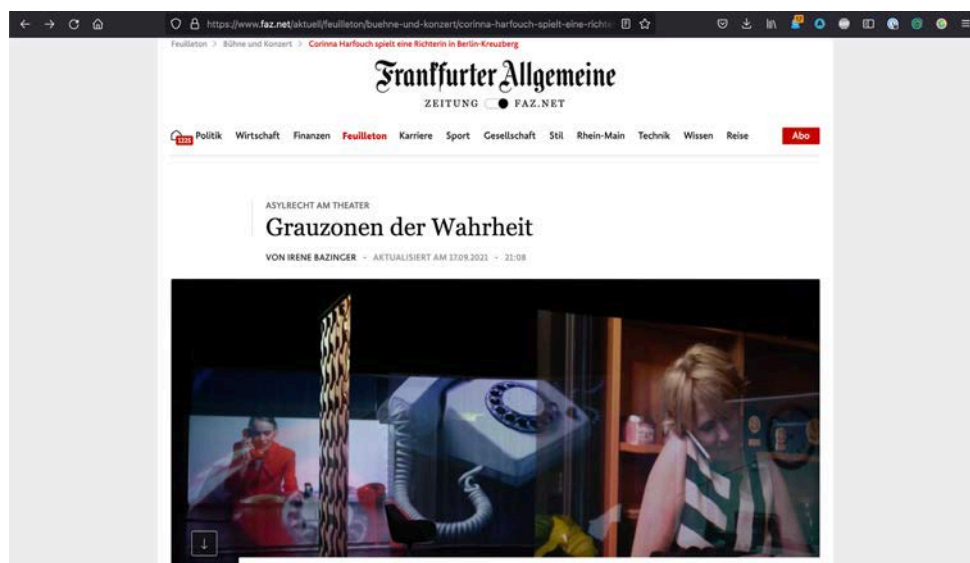 https://www.faz.net/aktuell/feuilleton/buehne-und-konzert/corinna-harfouch-spielt-eine-richte
Feuilleton > Bühne und Konzert > Corinna Harfouch spielt eine Richterin in Berlin-Kreuzberg
Frankfurter Allgemeine
ZEITUNG FAZ.NET
1225 Politik Wirtschaft Finanzen Feuilleton Karriere Sport Gesellschaft Stil Rhein-Main Technik Wissen Reise Abo
ASYLRECHT AM THEATER
Grauzonen der Wahrheit
VON IRENE BAZINGER - AKTUALISIERT AM 17.09.2021 - 21:08